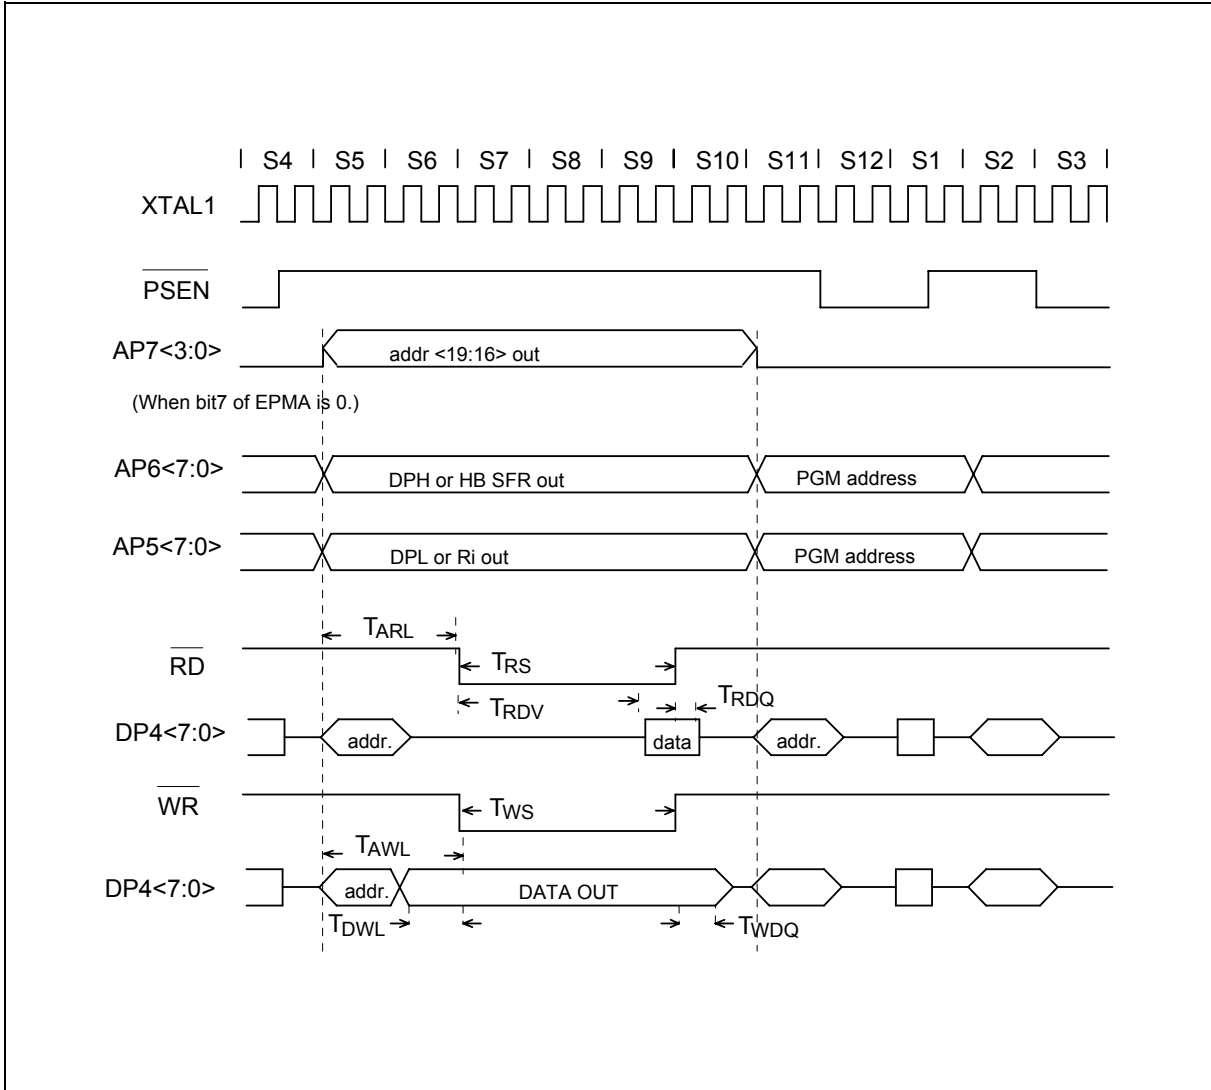 S4 S5 S6 S7 S8 S9 S10 S11 S12 S1 S2 S3
XTAL1
PSEN
AP7<3:0>
addr <19:16> out
(When bit7 of EPMA is 0.)
AP6<7:0>
DPH or HB SFR out
PGM address
AP5<7:0>
DPL or Ri out
PGM address
TARL
RD
TRS
TRDV
TRDQ
DP4<7:0>
addr.
data
addr.
WR
TWS
TAWL
DP4<7:0>
addr.
DATA OUT
TDWL
TWDQ